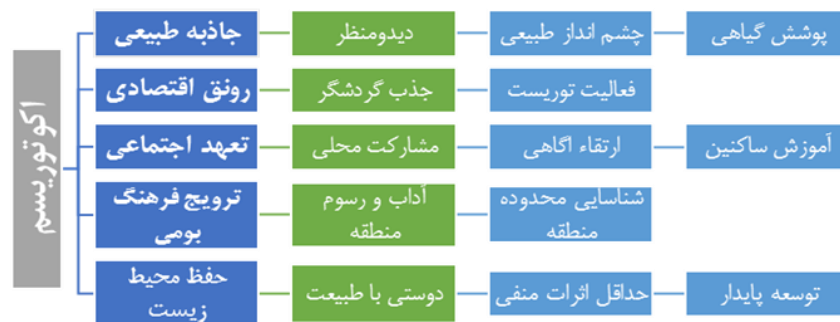 اکوتوریسم
جاذبه طبیعی
دیدومنظر
چشم انداز طبیعی
پوشش گیاهی
رونق اقتصادی
جذب گردشگر
فعالیت توریست
تعهد اجتماعی
مشارکت محلی
ارتقاء اگاهی
آموزش ساکنین
ترویج فرهنگ
بومی
آداب و رسوم
منطقه
شناسایی محدوده
منطقه
حفظ محیط
زیست
دوستی با طبیعت
حداقل اثرات منفی
توسعه پایدار